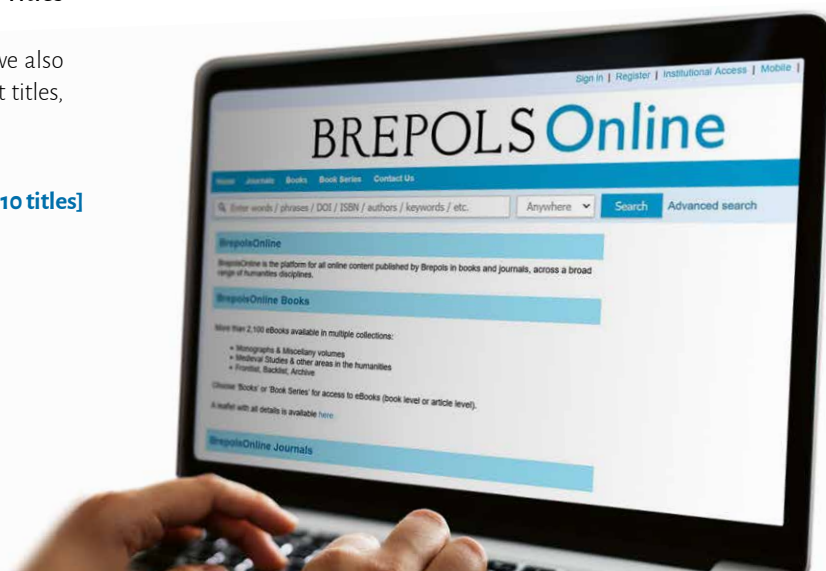 Titles
we also
t titles,
10 titles]
Sign In | Register | Institutional Access | Mobile |
BREPOLS Online
Home Journals Books Book Series Contact Us
Enter words / phrases / DOI / ISBN / authors / keywords / etc. Anywhere Search Advanced search
BrepolsOnline
BrepolsOnline is the platform for all online content published by Brepols in books and journals, across a broad
range of humanities disciplines.
BrepolsOnline Books
More than 2,100 eBooks available in multiple collections:
• Monographs & Miscellany volumes
• Medieval Studies & other areas in the humanities
• Frontlist, Backlist, Archive
Choose 'Books' or 'Book Series' for access to eBooks (book level or article level).
A leaflet with all details is available here
BrepolsOnline Journals